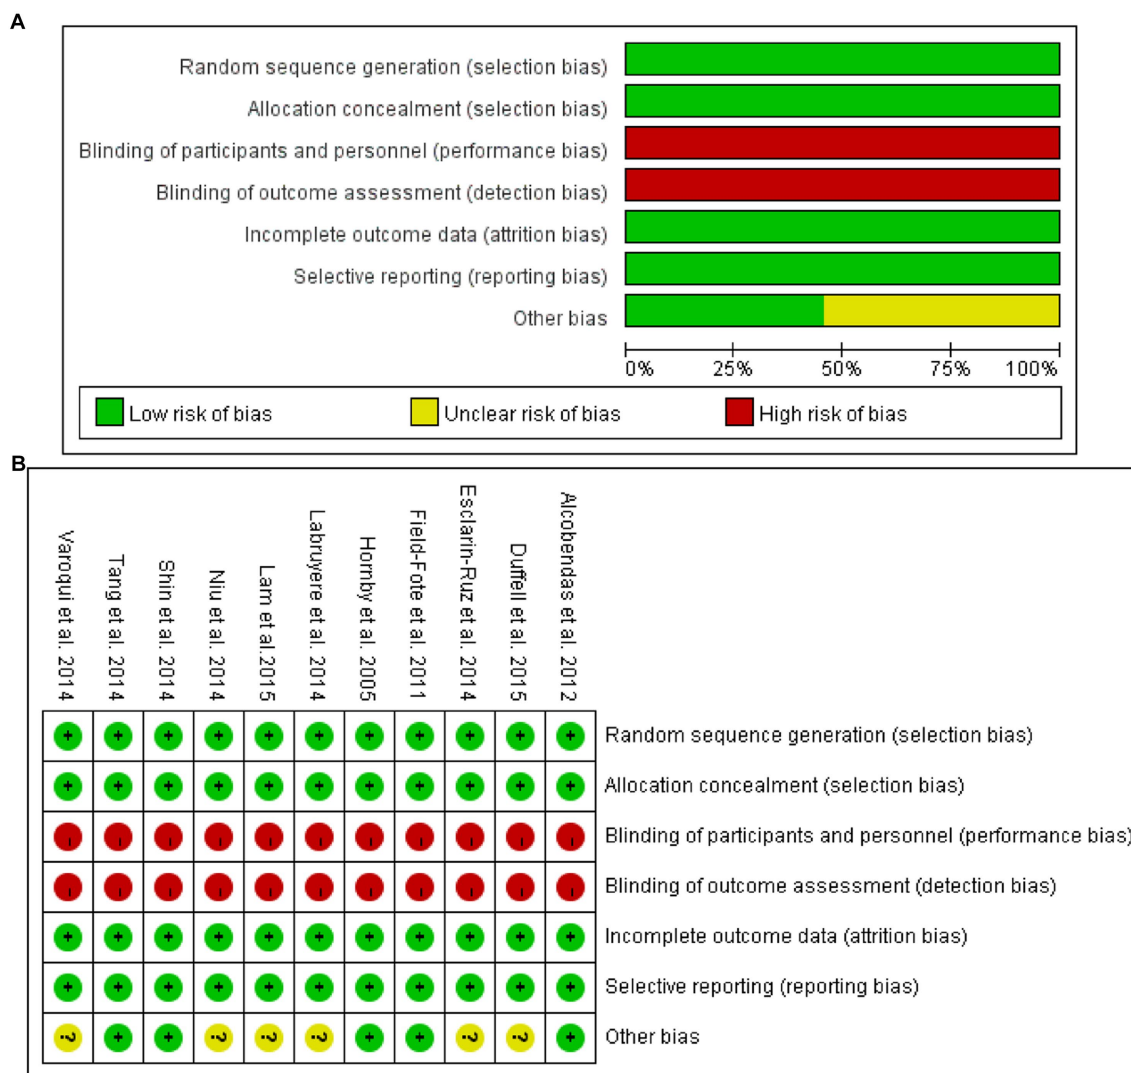 A
Random sequence generation (selection bias)
Allocation concealment (selection bias)
Blinding of participants and personnel (performance bias)
Blinding of outcome assessment (detection bias)
Incomplete outcome data (attrition bias)
Selective reporting (reporting bias)
Other bias
0% 25% 50% 75% 100%
Low risk of bias Unclear risk of bias High risk of bias
B
Varoqui et al. 2014
Tang et al. 2014
Shin et al. 2014
Niu et al. 2014
Lam et al.2015
Labruyere et al. 2014
Hornby et al. 2005
Field-Fote et al. 2011
Esclarin-Ruz et al. 2014
Duffell et al. 2015
Alcobendas et al. 2012
+ + + + + + + + + + + Random sequence generation (selection bias)
+ + + + + + + + + + + Allocation concealment (selection bias)
– – – – – – – – – – – Blinding of participants and personnel (performance bias)
– – – – – – – – – – – Blinding of outcome assessment (detection bias)
+ + + + + + + + + + + Incomplete outcome data (attrition bias)
+ + + + + + + + + + + Selective reporting (reporting bias)
? + + ? ? ? + + ? ? + Other bias